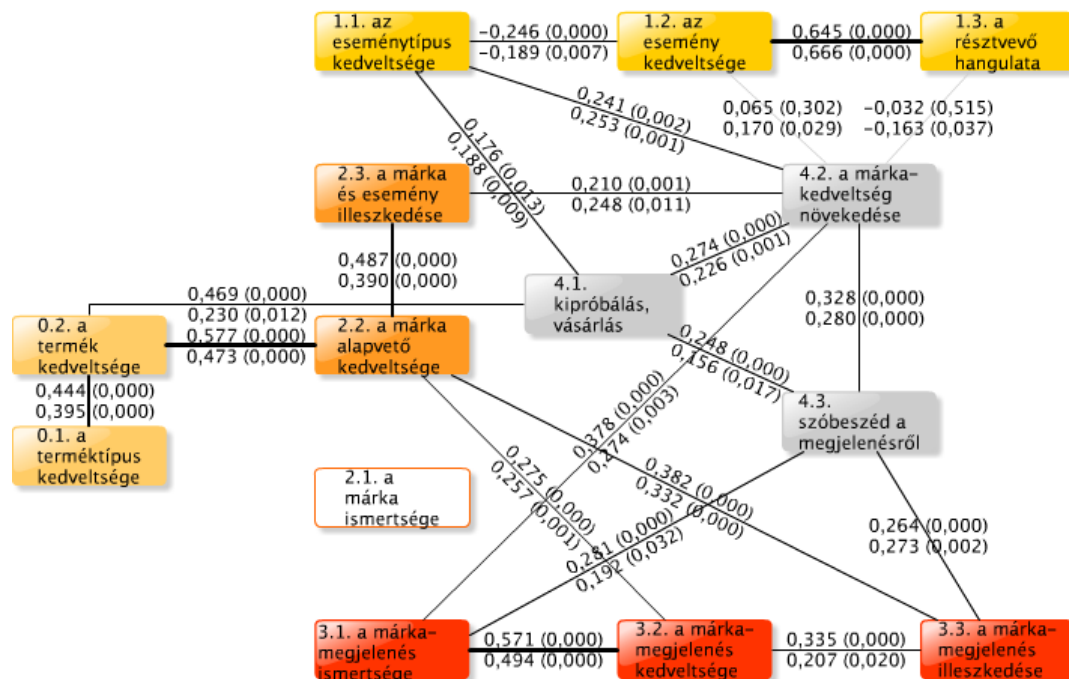 1.1. az
eseménytípus
kedveltsége
−0,246 (0,000)
−0,189 (0,007)
1.2. az
esemény
kedveltsége
0,645 (0,000)
0,666 (0,000)
1.3. a
résztvevő
hangulata
0,241 (0,002)
0,253 (0,001)
0,065 (0,302)
0,170 (0,029)
−0,032 (0,515)
−0,163 (0,037)
0,176 (0,013)
0,188 (0,009)
2.3. a márka
és esemény
illeszkedése
0,210 (0,001)
0,248 (0,011)
4.2. a márka-
kedveltség
növekedése
0,487 (0,000)
0,390 (0,000)
0,274 (0,000)
0,226 (0,001)
4.1.
kipróbálás,
vásárlás
0,469 (0,000)
0,230 (0,012)
0,577 (0,000)
0,473 (0,000)
0,328 (0,000)
0,280 (0,000)
0.2. a
termék
kedveltsége
2.2. a márka
alapvető
kedveltsége
0,248 (0,000)
0,156 (0,017)
0,444 (0,000)
0,395 (0,000)
4.3.
szóbeszéd a
megjelenésről
0,378 (0,000)
0,274 (0,003)
0.1. a
terméktípus
kedveltsége
2.1. a
márka
ismertsége
0,275 (0,000)
0,257 (0,001)
0,382 (0,000)
0,332 (0,000)
0,281 (0,000)
0,192 (0,032)
0,264 (0,000)
0,273 (0,002)
3.1. a márka-
megjelenés
ismertsége
0,571 (0,000)
0,494 (0,000)
3.2. a márka-
megjelenés
kedveltsége
0,335 (0,000)
0,207 (0,020)
3.3. a márka-
megjelenés
illeszkedése